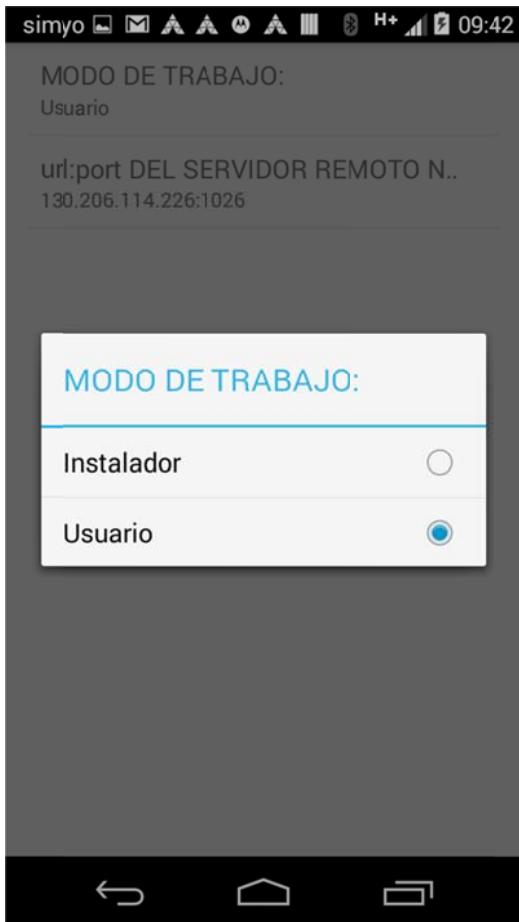 simyo H+ 09:42
MODO DE TRABAJO:
Usuario
url:port DEL SERVIDOR REMOTO N..
130.206.114.226:1026
MODO DE TRABAJO:
Instalador
Usuario